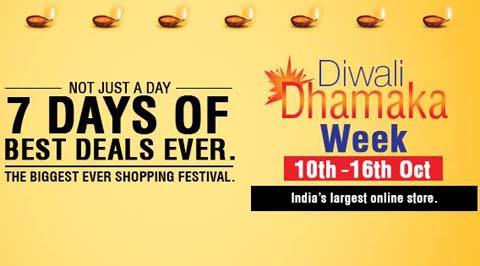 NOT JUST A DAY
7 DAYS OF
BEST DEALS EVER.
THE BIGGEST EVER SHOPPING FESTIVAL.
Diwali
Dhamaka
Week
10th -16th Oct
India's largest online store.